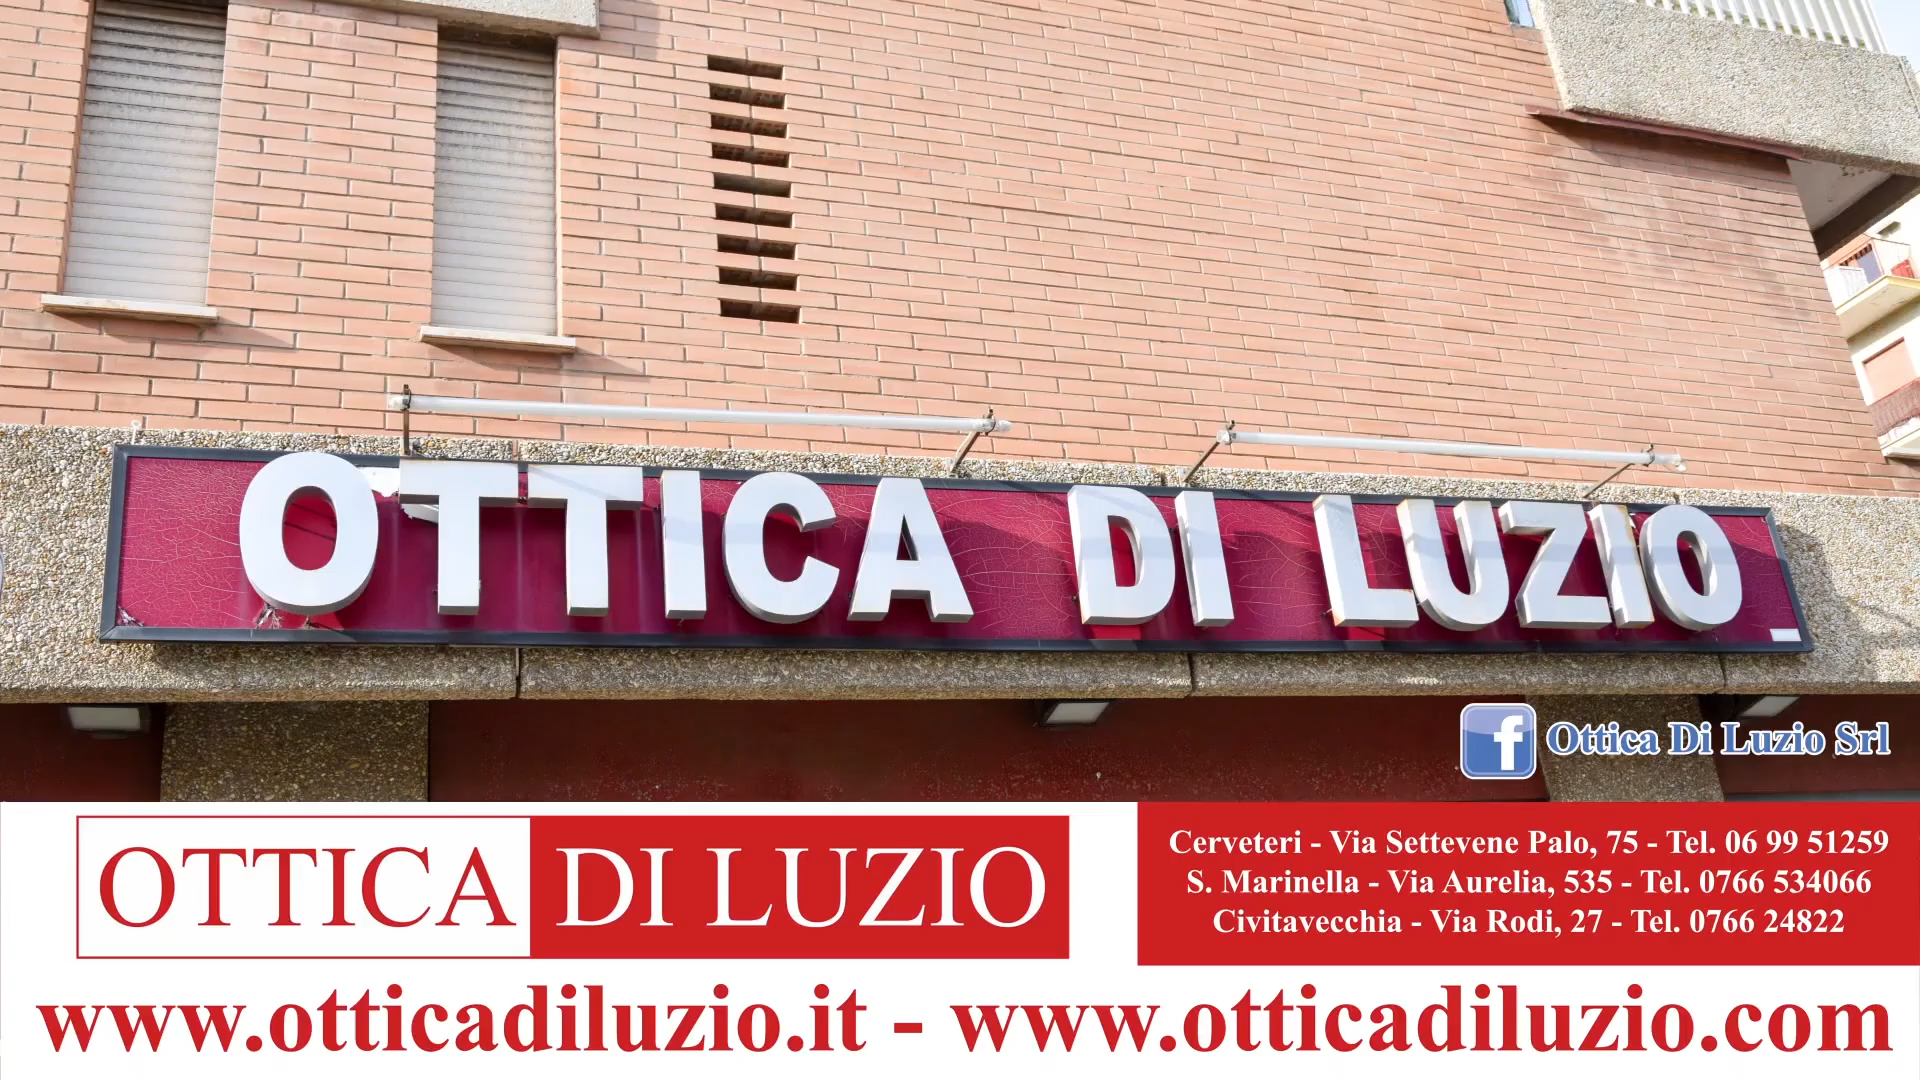 OTTICA DI LUZIO
f Ottica Di Luzio Srl
OTTICA DI LUZIO
Cerveteri - Via Settevene Palo, 75 - Tel. 06 99 51259
S. Marinella - Via Aurelia, 535 - Tel. 0766 534066
Civitavecchia - Via Rodi, 27 - Tel. 0766 24822
www.otticadiluzio.it - www.otticadiluzio.com